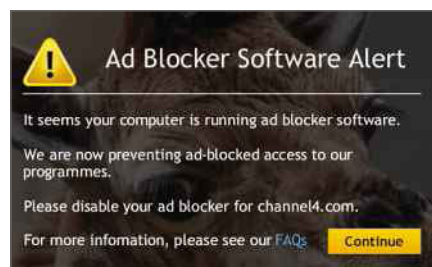 Ad Blocker Software Alert
It seems your computer is running ad blocker software.
We are now preventing ad-blocked access to our
programmes.
Please disable your ad blocker for channel4.com.
For more infomation, please see our FAQs
Continue